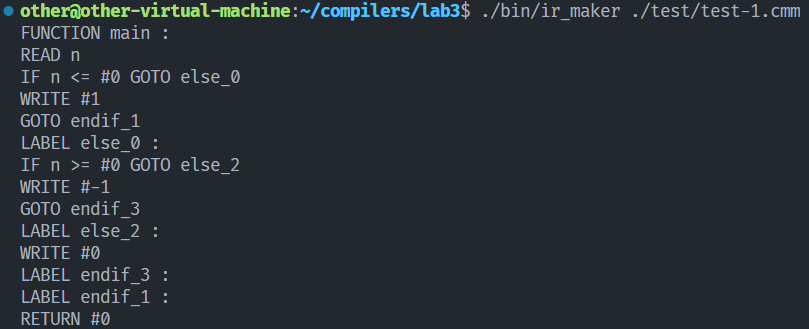 other@other-virtual-machine:~/compilers/lab3$ ./bin/ir_maker ./test/test-1.cmm
FUNCTION main :
READ n
IF n <= #0 GOTO else_0
WRITE #1
GOTO endif_1
LABEL else_0 :
IF n >= #0 GOTO else_2
WRITE #-1
GOTO endif_3
LABEL else_2 :
WRITE #0
LABEL endif_3 :
LABEL endif_1 :
RETURN #0